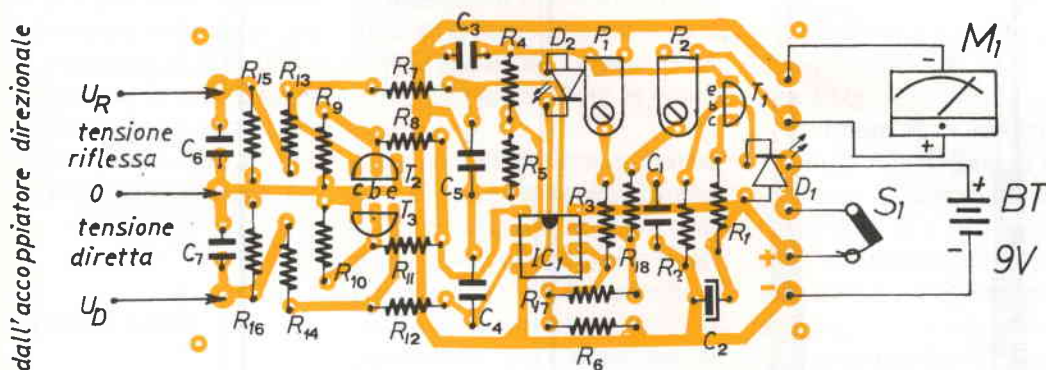 dall'accoppiatore direzionale
UR
tensione
riflessa
0
tensione
diretta
UD
C6
C7
R15
R13
R9
R7
R8
C3
R4
D2
P1
P2
e
b
c
T1
M1
-
+
c b e
T2
T3
C5
R5
R3
C1
R18
R2
R1
D1
S1
+
-
BT
9V
+
-
IC1
R10
R11
R12
R16
R14
C4
R17
R6
C2